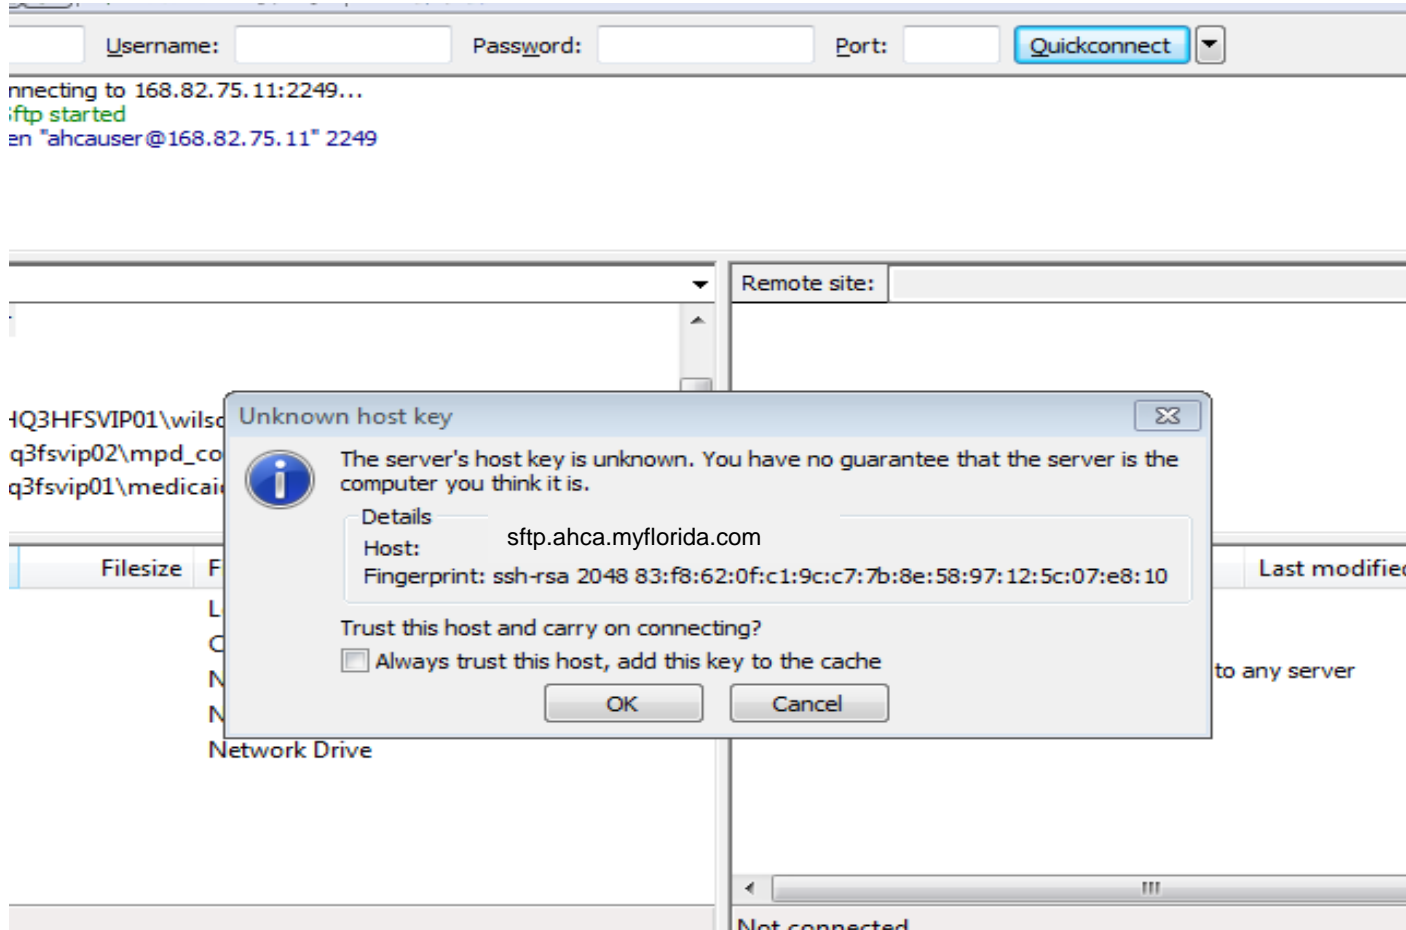 Username: Password: Port: Quickconnect
nnecting to 168.82.75.11:2249...
ftp started
en "ahcauser@168.82.75.11" 2249
Remote site:
HQ3HFSVIP01\wilsc
q3fsvip02\mpd_co
q3fsvip01\medicaid
Unknown host key
The server's host key is unknown. You have no guarantee that the server is the
computer you think it is.
Details
Host: sftp.ahca.myflorida.com
Fingerprint: ssh-rsa 2048 83:f8:62:0f:c1:9c:c7:7b:8e:58:97:12:5c:07:e8:10
Trust this host and carry on connecting?
Always trust this host, add this key to the cache
OK Cancel
Filesize F
Last modified
L
C
N
N
to any server
Network Drive
Not connected